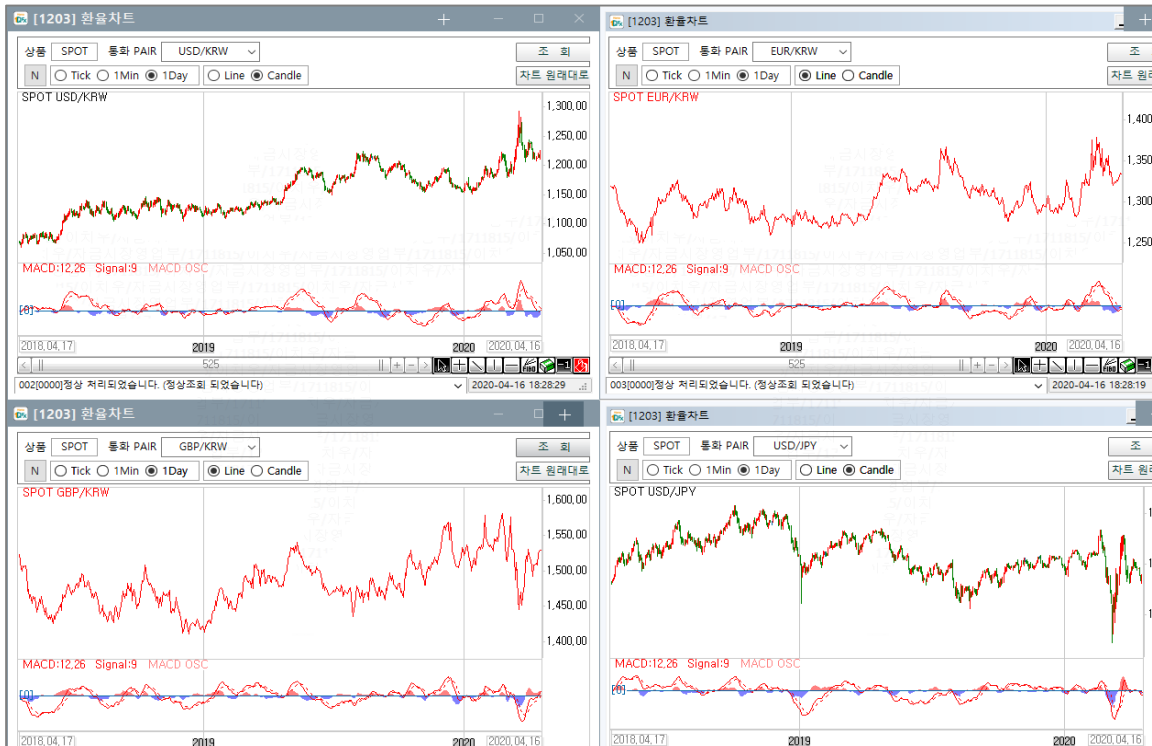 [1203] 환율차트
상품 SPOT 통화 PAIR USD/KRW 조 회
N Tick 1Min 1Day Line Candle 차트 원래대로
SPOT USD/KRW
1,300,00
1,250,00
1,200,00
1,150,00
1,100,00
1,050,00
MACD:12,26 Signal:9 MACD OSC
[0]
2018,04,17 2019 2020 2020,04,16
525
002[0000]정상 처리되었습니다. (정상조회 되었습니다) 2020-04-16 18:28:29
[1203] 환율차트
상품 SPOT 통화 PAIR EUR/KRW 조
N Tick 1Min 1Day Line Candle 차트 원래
SPOT EUR/KRW
1,400
1,350
1,300
1,250
MACD:12,26 Signal:9 MACD OSC
[0]
2018,04,17 2019 2020 2020,04,16
525
003[0000]정상 처리되었습니다. (정상조회 되었습니다) 2020-04-16 18:28:19
[1203] 환율차트
상품 SPOT 통화 PAIR GBP/KRW 조 회
N Tick 1Min 1Day Line Candle 차트 원래대로
SPOT GBP/KRW
1,600,00
1,550,00
1,500,00
1,450,00
1,400,00
MACD:12,26 Signal:9 MACD OSC
[0]
2018,04,17 2019 2020 2020,04,16
[1203] 환율차트
상품 SPOT 통화 PAIR USD/JPY 조
N Tick 1Min 1Day Line Candle 차트 원래
SPOT USD/JPY
MACD:12,26 Signal:9 MACD OSC
[0]
2018,04,17 2019 2020 2020,04,16